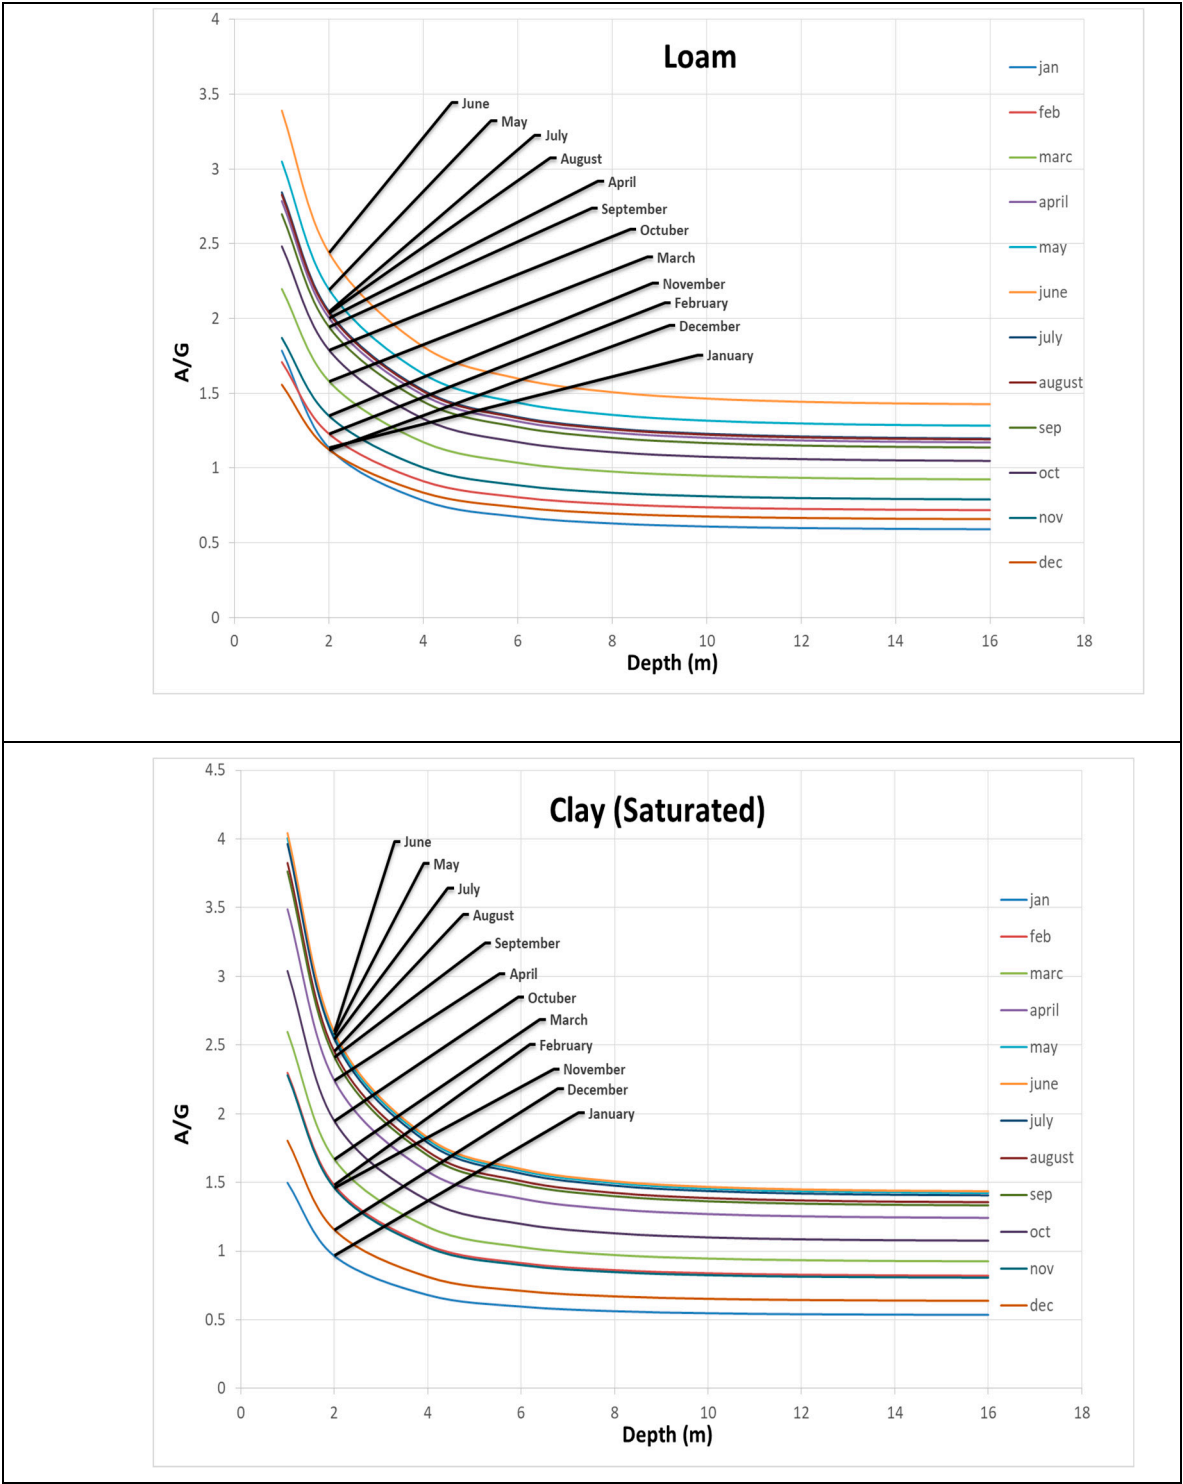 4
Loam
jan
3.5
June
feb
May
July
marc
3
August
April
april
September
2.5
Octuber
may
March
November
june
February
2
December
july
January
A/G
1.5
august
sep
1
oct
nov
0.5
dec
0
0 2 4 6 8 10 12 14 16 18
Depth (m)
4.5
Clay (Saturated)
4
June
May
July
jan
3.5
August
feb
September
3
April
marc
Octuber
april
March
2.5
February
may
November
june
December
2
January
july
A/G
august
1.5
sep
oct
1
nov
dec
0.5
0
0 2 4 6 8 10 12 14 16 18
Depth (m)